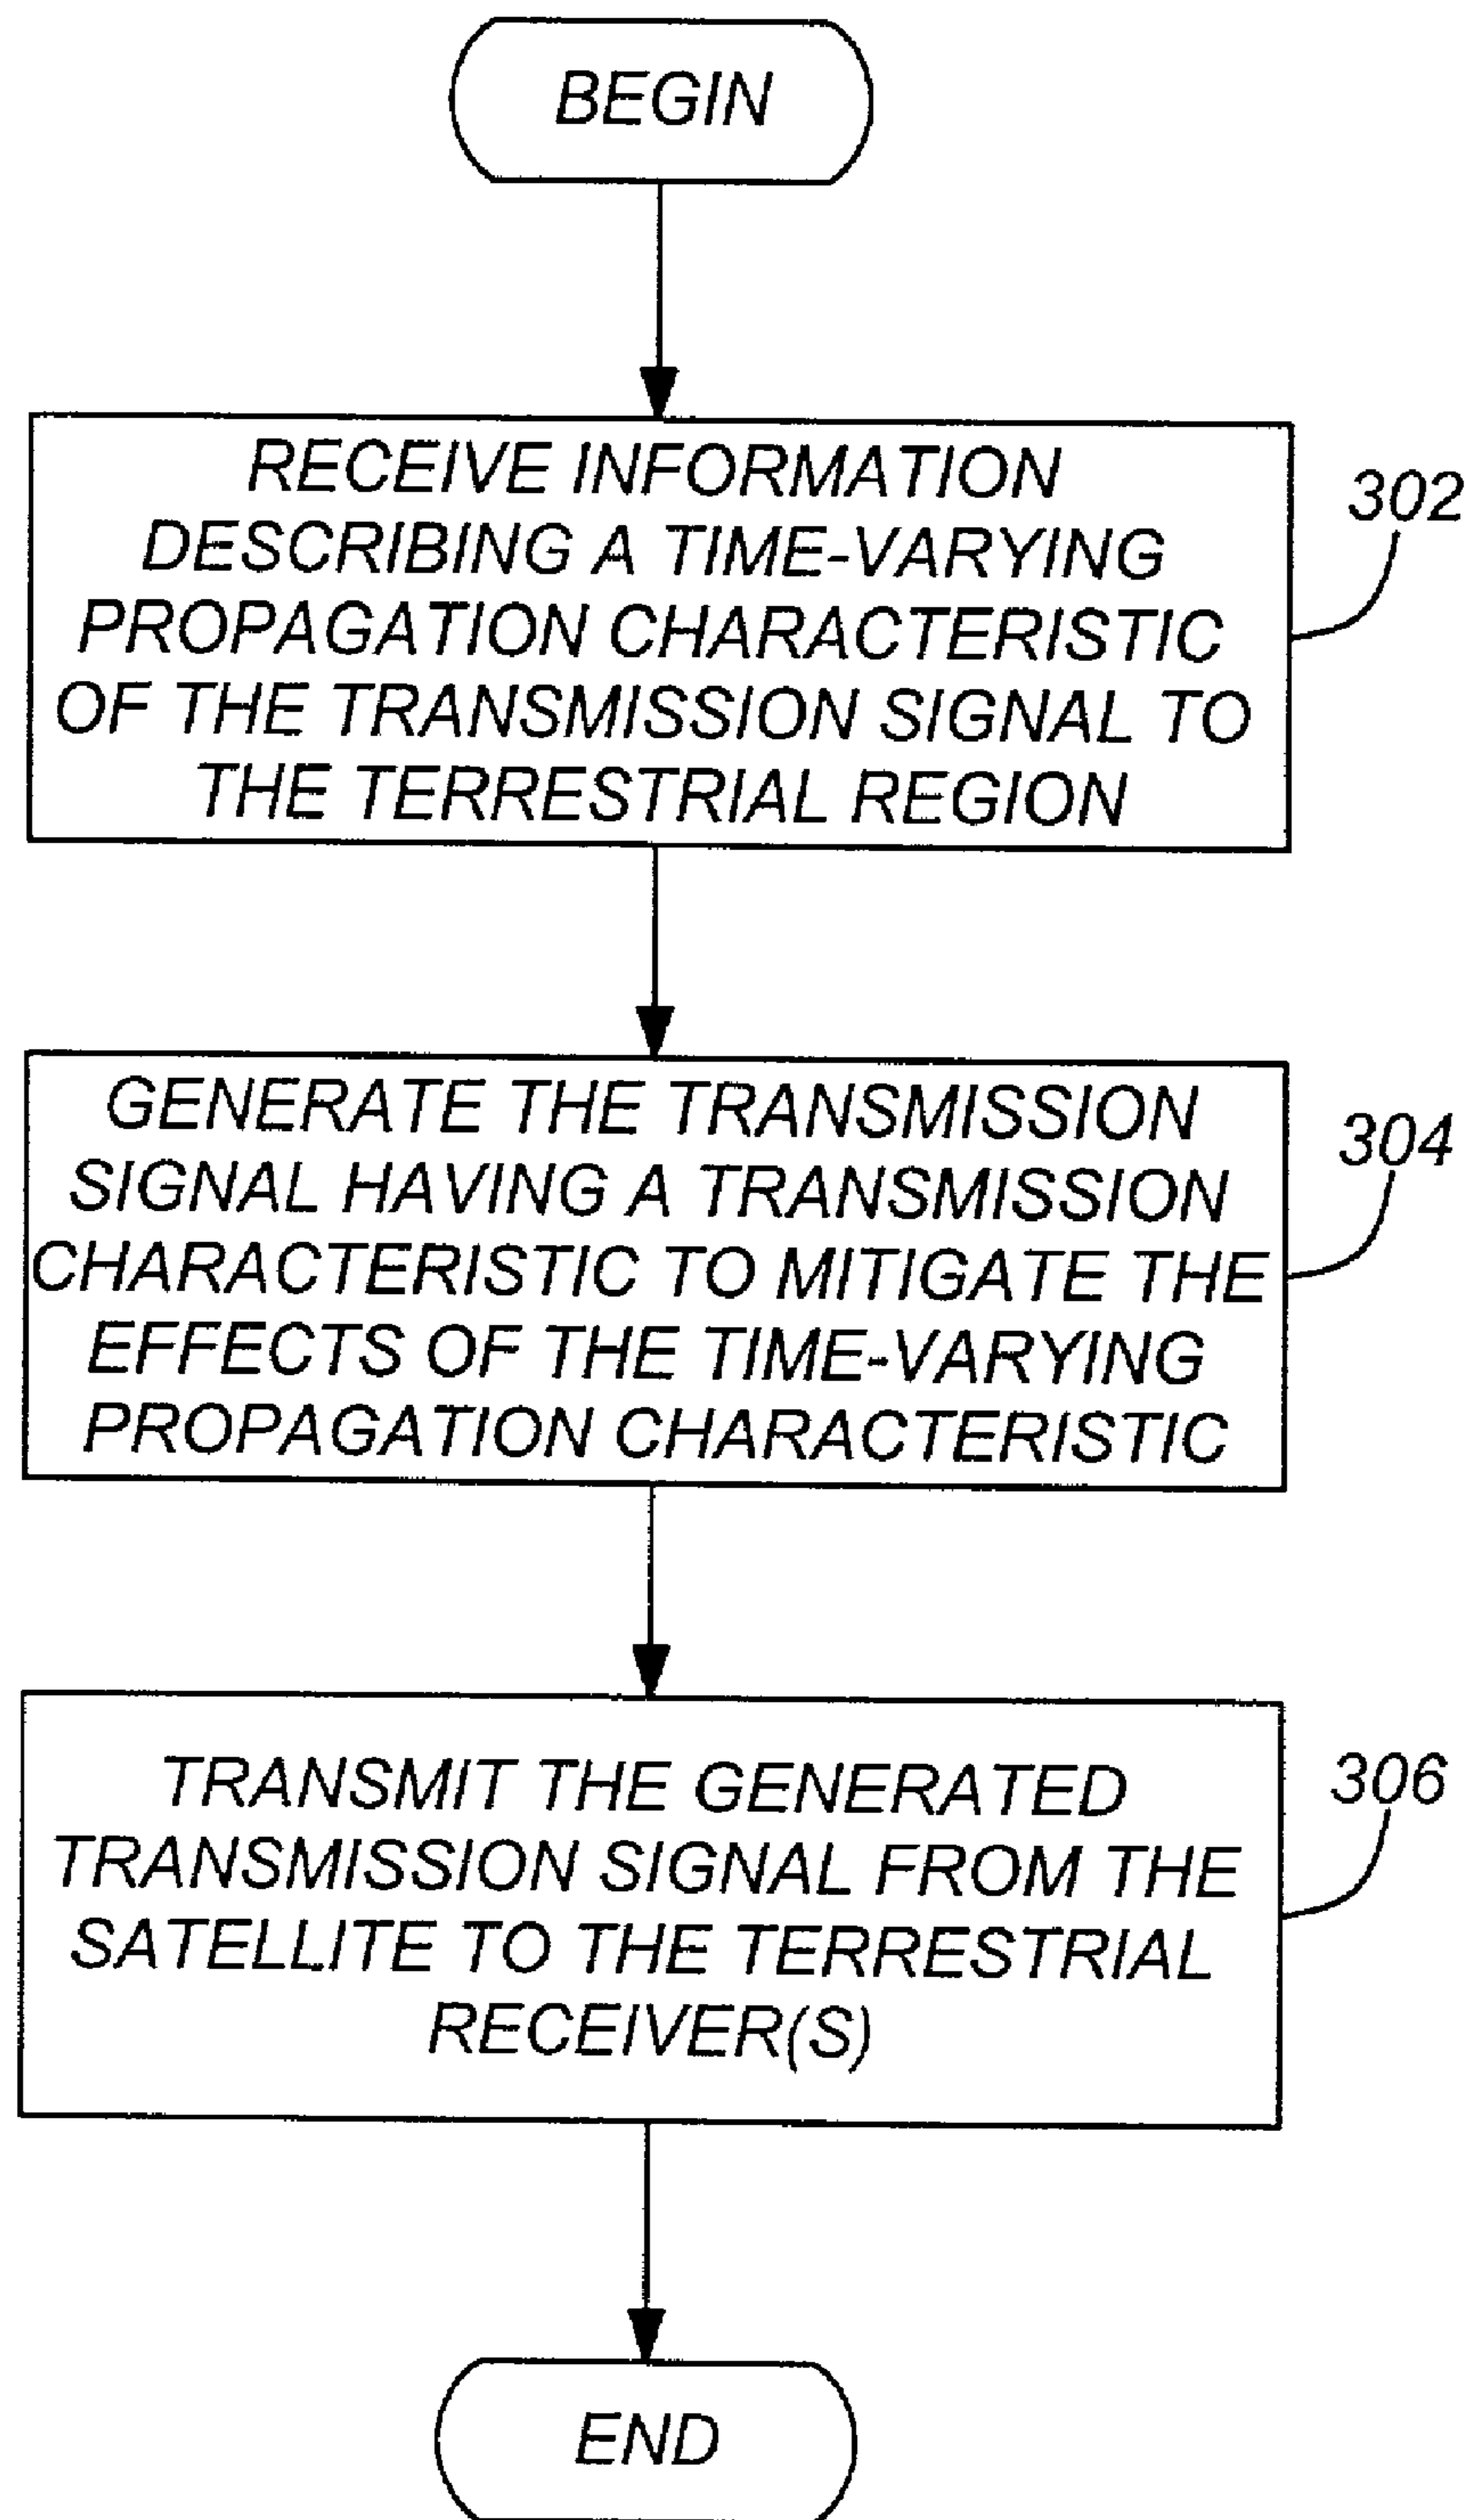 BEGIN
RECEIVE INFORMATION
DESCRIBING A TIME-VARYING
PROPAGATION CHARACTERISTIC
OF THE TRANSMISSION SIGNAL TO
THE TERRESTRIAL REGION
302
GENERATE THE TRANSMISSION
SIGNAL HAVING A TRANSMISSION
CHARACTERISTIC TO MITIGATE THE
EFFECTS OF THE TIME-VARYING
PROPAGATION CHARACTERISTIC
304
TRANSMIT THE GENERATED
TRANSMISSION SIGNAL FROM THE
SATELLITE TO THE TERRESTRIAL
RECEIVER(S)
306
END